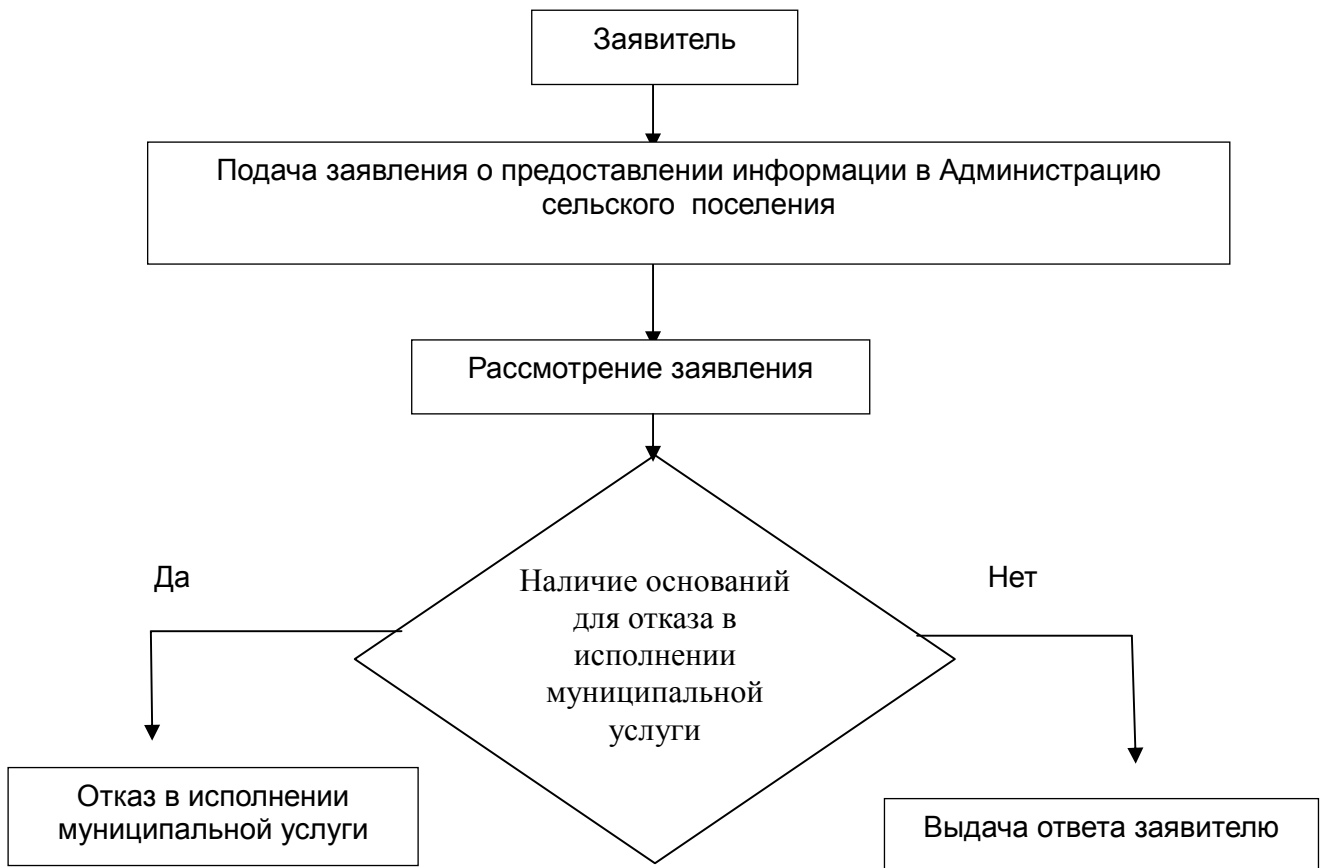 Заявитель
Подача заявления о предоставлении информации в Администрацию
сельского поселения
Рассмотрение заявления
Да
Нет
Наличие оснований
для отказа в
исполнении
муниципальной
услуги
Отказ в исполнении
муниципальной услуги
Выдача ответа заявителю